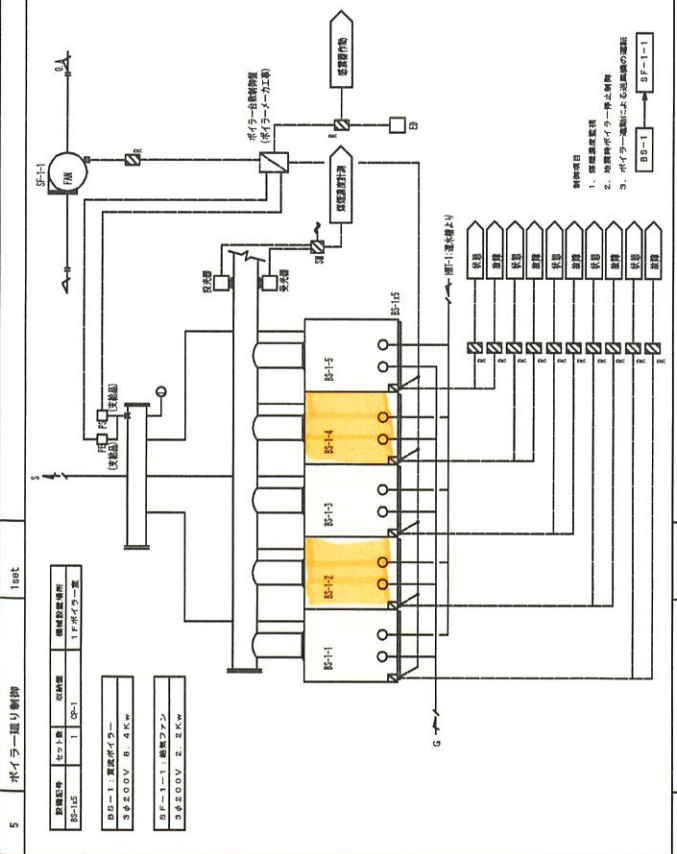 5 ボイラー廻り制御 1set
設備記号 セット数 収納盤 機械設置場所
BS-1x5 1 CP-1 1Fボイラー室
BS-1:貫流ボイラー
3φ200V 8.4Kw
SF-1-1:給気ファン
3φ200V 2.2Kw
S
PE
(支給品)
PS
(支給品)
SF-1-1
FAN
OA
R
ボイラー台数制御盤
(ボイラーメーカ工事)
R
感震器作動
投光器
受光器
SM
煤煙濃度計測
BS-1-1
BS-1-2
BS-1-3
BS-1-4
BS-1-5
BS-1x5
G
HWT-1:還水槽より
R
状態
R
故障
R
状態
R
故障
R
状態
R
故障
R
状態
R
故障
R
状態
R
故障
制御項目
1.煤煙濃度監視
2.地震時ボイラー停止制御
3.ボイラー連動による送風機の運転
BS-1
SF-1-1